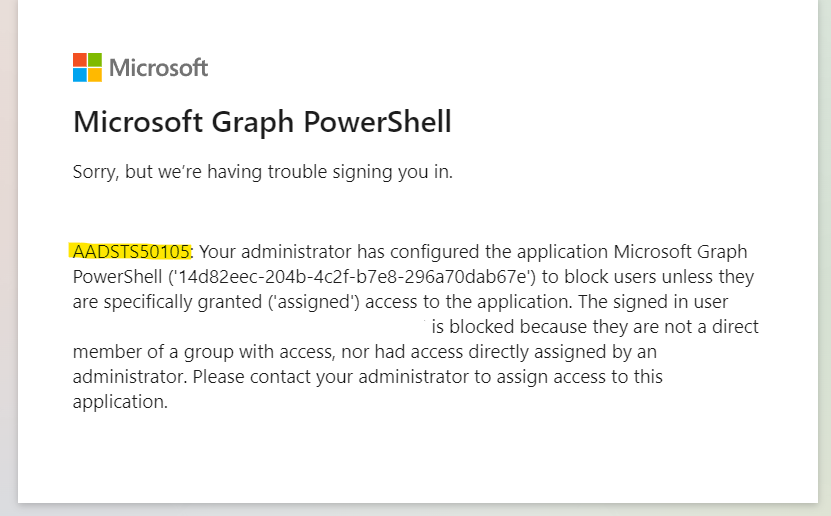 Microsoft
Microsoft Graph PowerShell
Sorry, but we’re having trouble signing you in.
AADSTS50105: Your administrator has configured the application Microsoft Graph
PowerShell ('14d82eec-204b-4c2f-b7e8-296a70dab67e') to block users unless they
are specifically granted ('assigned') access to the application. The signed in user
is blocked because they are not a direct
member of a group with access, nor had access directly assigned by an
administrator. Please contact your administrator to assign access to this
application.